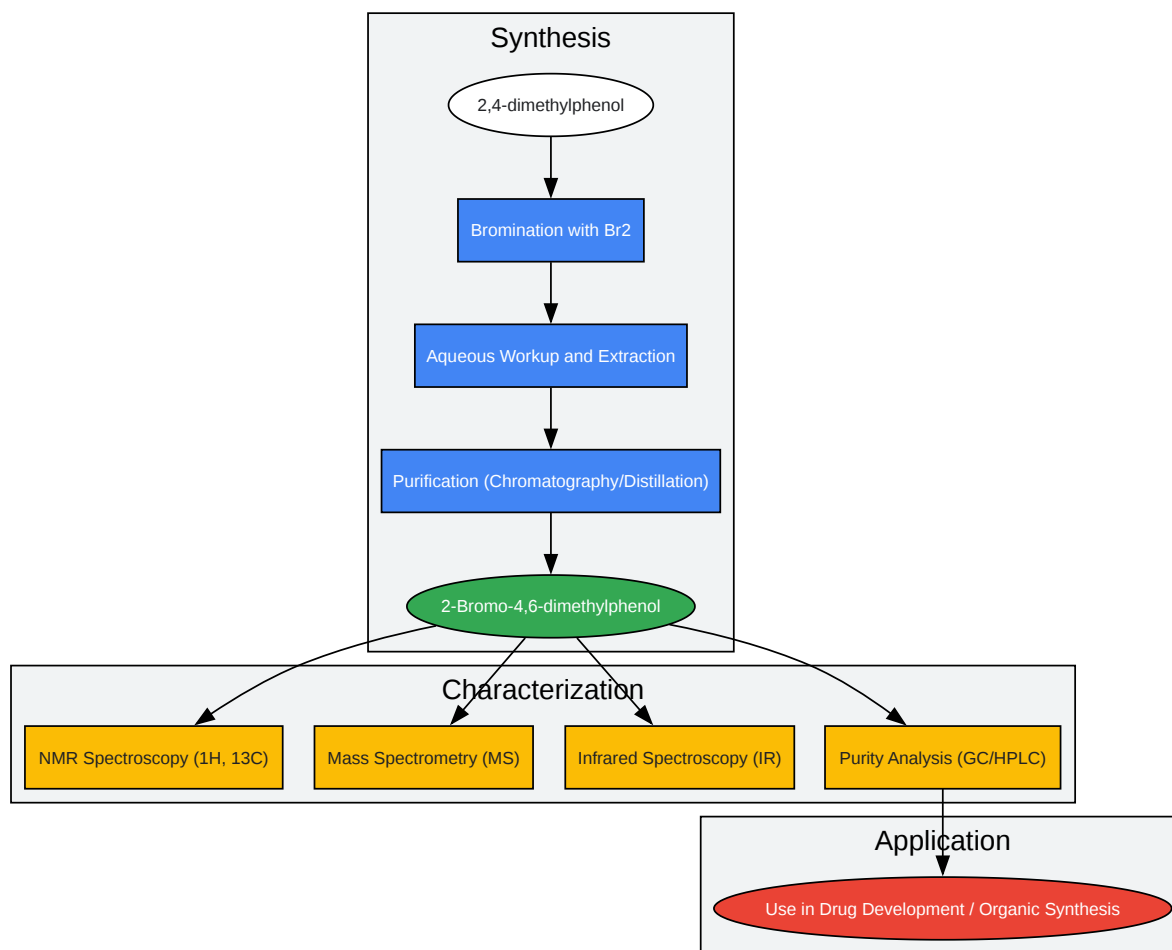 Synthesis
2,4-dimethylphenol
Bromination with Br2
Aqueous Workup and Extraction
Purification (Chromatography/Distillation)
2-Bromo-4,6-dimethylphenol
Characterization
NMR Spectroscopy (1H, 13C)
Mass Spectrometry (MS)
Infrared Spectroscopy (IR)
Purity Analysis (GC/HPLC)
Application
Use in Drug Development / Organic Synthesis